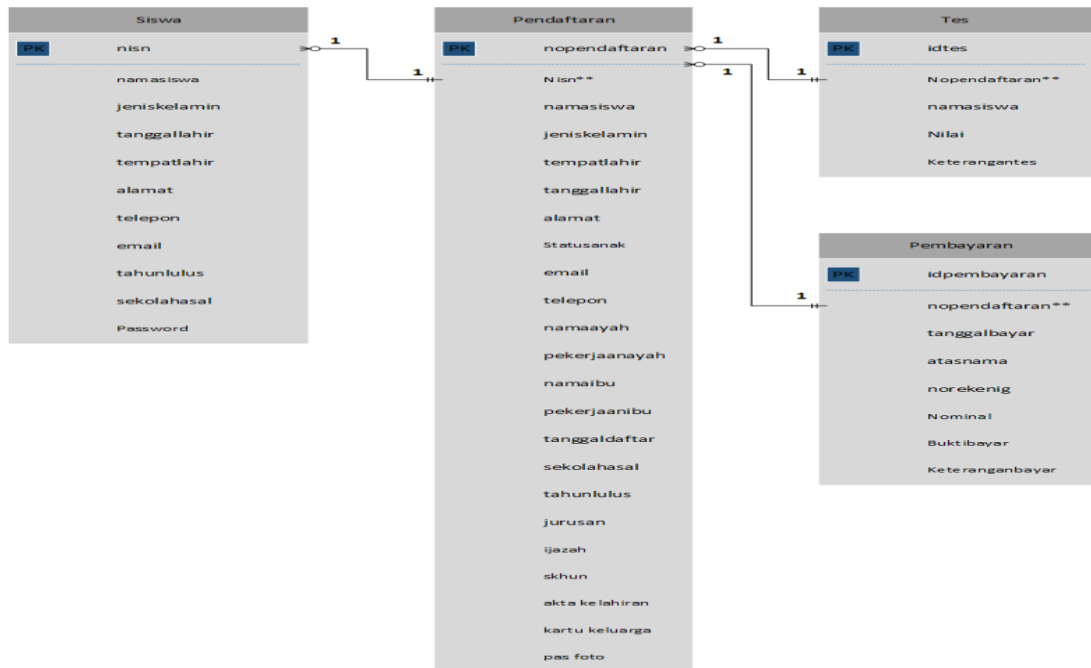 Siswa
PK nisn
namasiswa
jeniskelamin
tanggallahir
tempatlahir
alamat
telepon
email
tahunlulus
sekolahasal
Password
1
1
Pendaftaran
PK nopendaftaran
Nisn**
namasiswa
jeniskelamin
tempatlahir
tanggallahir
alamat
Statusanak
email
telepon
namaayah
pekerjaanayah
namaibu
pekerjaanibu
tanggaldaftar
sekolahasal
tahunlulus
jurusan
ijazah
skhun
akta kelahiran
kartu keluarga
pas foto
1
1
1
1
Tes
PK idtes
Nopendaftaran**
namasiswa
Nilai
Keterangantes
Pembayaran
PK idpembayaran
nopendaftaran**
tanggalbayar
atasnama
norekenig
Nominal
Buktibayar
Keteranganbayar